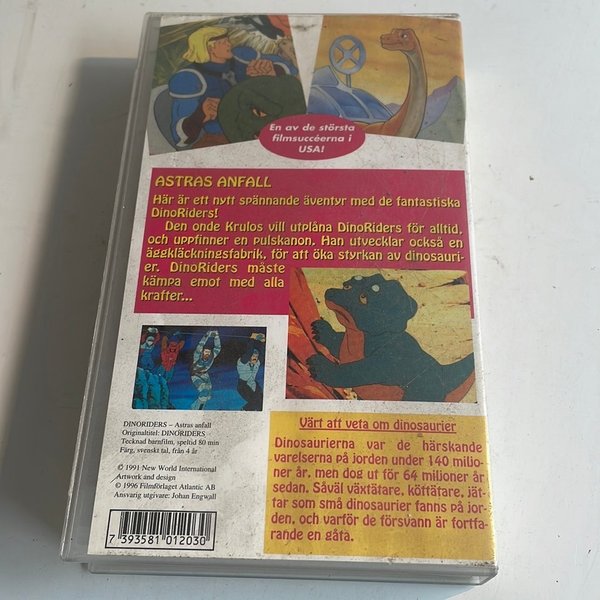 En av de största
filmsuccéerna i
USA!
ASTRAS ANFALL
Här är ett nytt spännande äventyr med de fantastiska
DinoRiders!
Den onde Krulos vill utplåna DinoRiders för alltid,
och uppfinner en pulskanon. Han utvecklar också en
äggkläckningsfabrik, för att öka styrkan av dinosauri-
er. DinoRiders måste
kämpa emot med alla
krafter...
DINORIDERS – Astras anfall
Originaltitel: DINORIDERS
Tecknad barnfilm, speltid 80 min
Färg, svenskt tal, från 4 år
© 1991 New World International
Artwork and design
© 1996 Filmförlaget Atlantic AB
Ansvarig utgivare: Johan Engwall
7 393581 012030
Värt att veta om dinosaurier
Dinosaurierna var de härskande
varelserna på jorden under 140 miljo-
ner år, men dog ut för 64 miljoner år
sedan. Såväl växtätare, köttätare, jät-
tar som små dinosaurier fanns på jor-
den, och varför de försvann är fortfa-
rande en gåta.